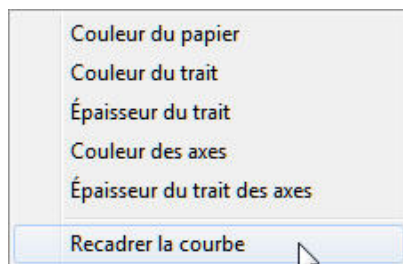 Couleur du papier
Couleur du trait
Épaisseur du trait
Couleur des axes
Épaisseur du trait des axes
Recadrer la courbe